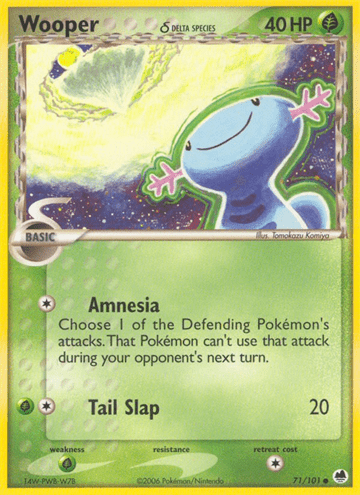 Wooper δ DELTA SPECIES 40 HP
BASIC
Illus. Tomokazu Komiya
Amnesia
Choose 1 of the Defending Pokémon's
attacks. That Pokémon can't use that attack
during your opponent's next turn.
Tail Slap 20
weakness resistance retreat cost
©2006 Pokémon/Nintendo 71/101 ●